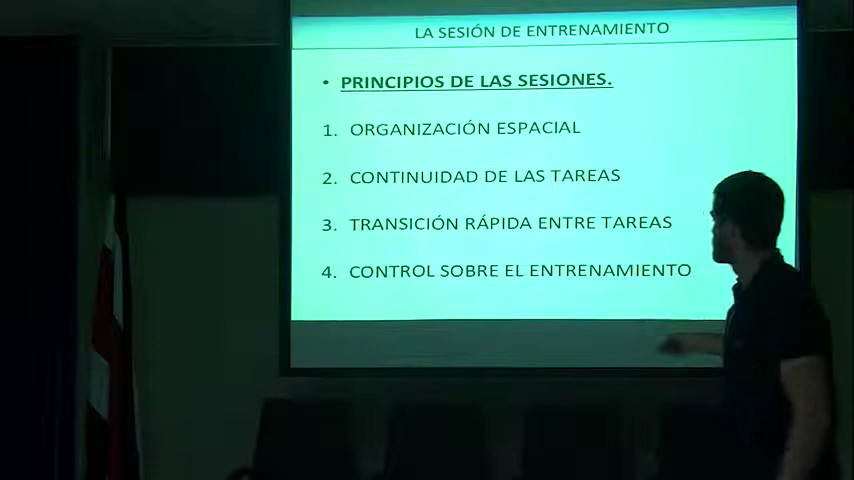 LA SESIÓN DE ENTRENAMIENTO
• PRINCIPIOS DE LAS SESIONES.
1. ORGANIZACIÓN ESPACIAL
2. CONTINUIDAD DE LAS TAREAS
3. TRANSICIÓN RÁPIDA ENTRE TAREAS
4. CONTROL SOBRE EL ENTRENAMIENTO